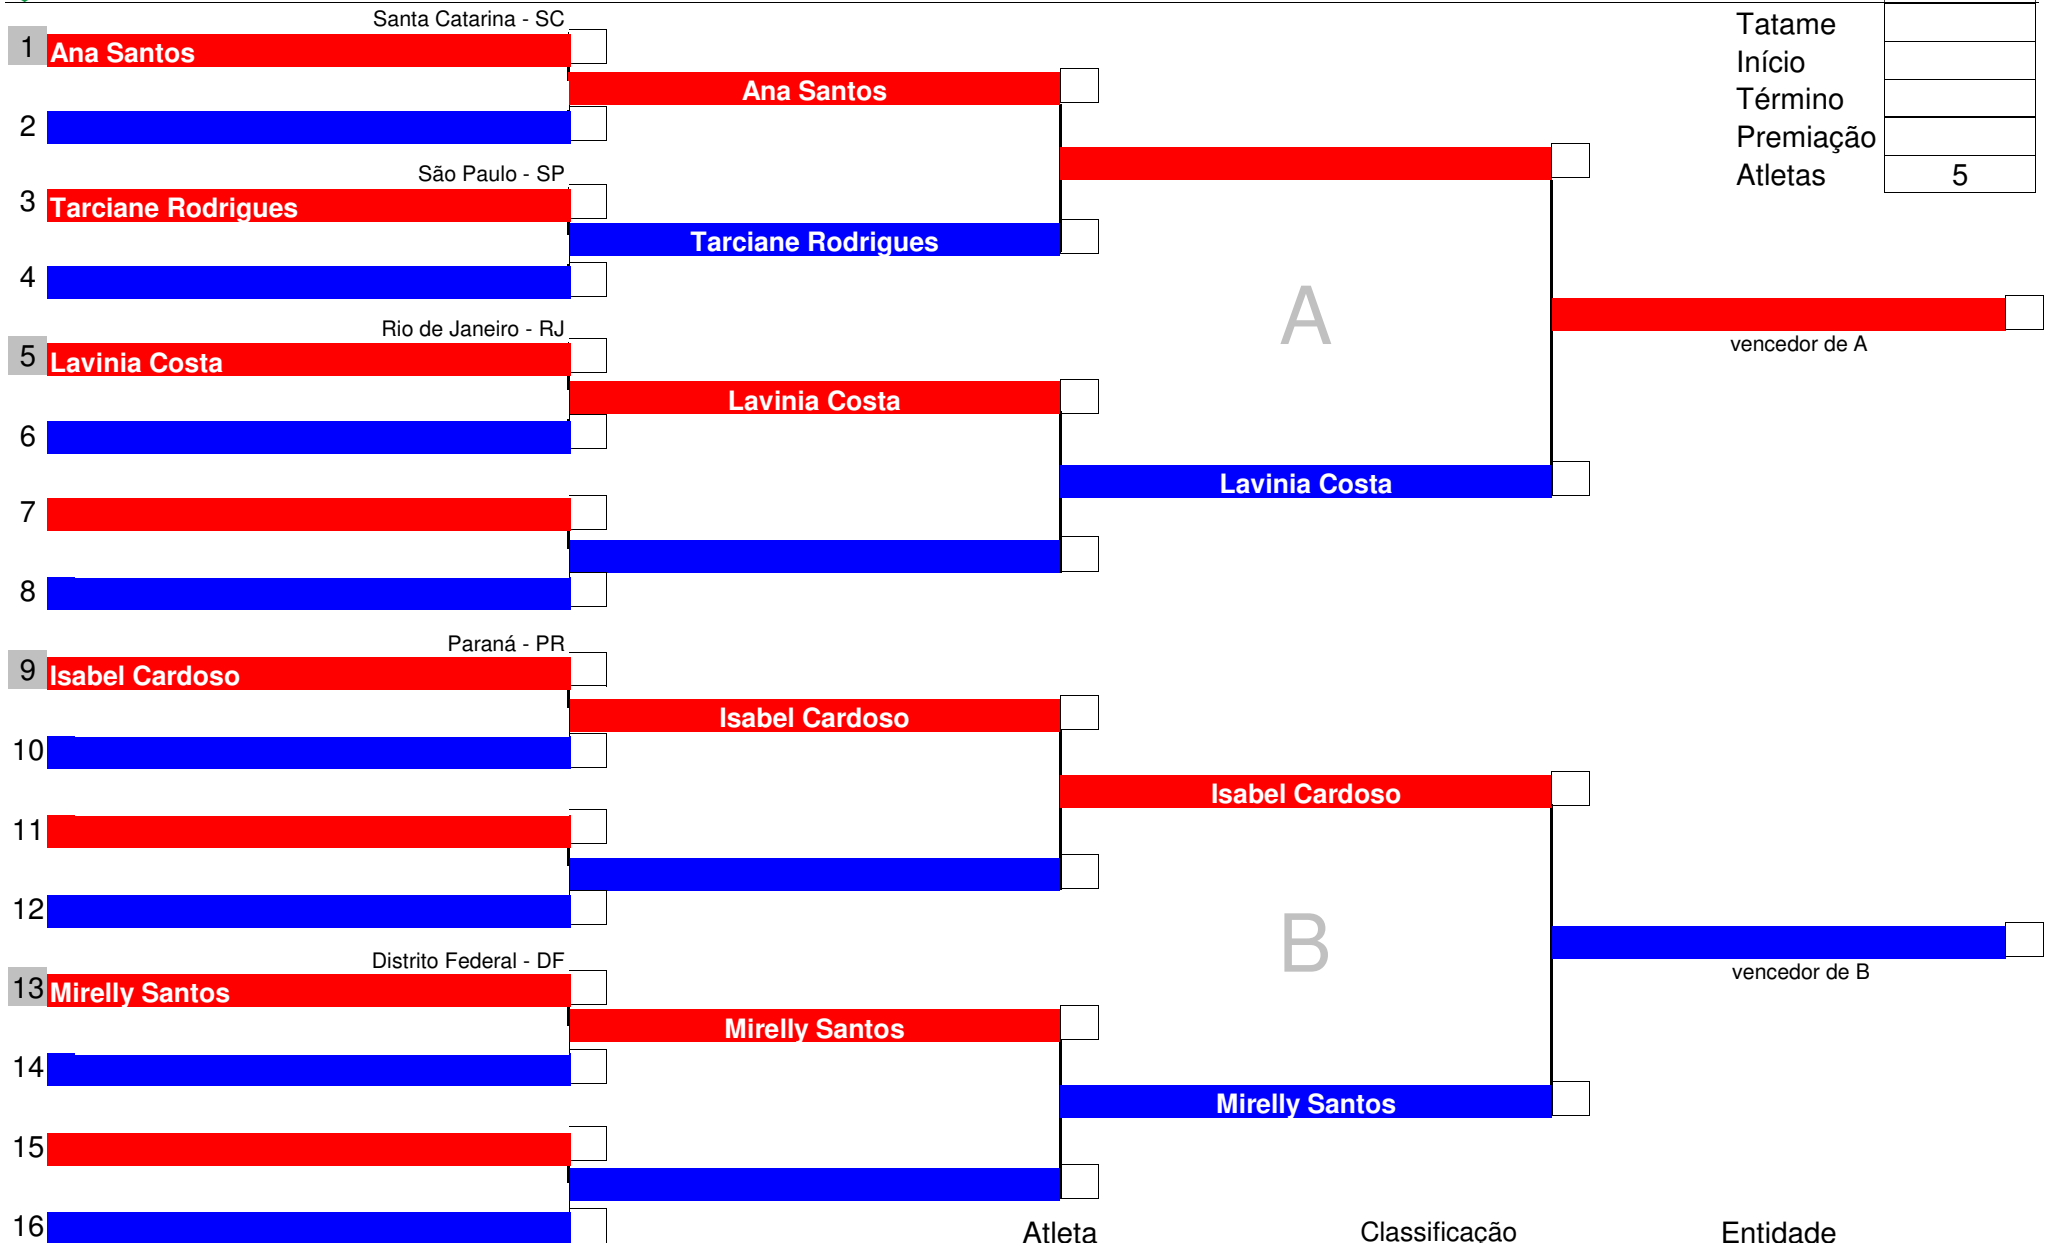 Santa Catarina - SC
1 Ana Santos
Ana Santos
2
São Paulo - SP
3 Tarciane Rodrigues
Tarciane Rodrigues
4
Rio de Janeiro - RJ
5 Lavinia Costa
Lavinia Costa
6
Lavinia Costa
7
8
Paraná - PR
9 Isabel Cardoso
Isabel Cardoso
10
Isabel Cardoso
11
12
Distrito Federal - DF
13 Mirelly Santos
Mirelly Santos
14
Mirelly Santos
15
16
A
B
Tatame
Início
Término
Premiação
Atletas 5
vencedor de A
vencedor de B
Atleta Classificação Entidade